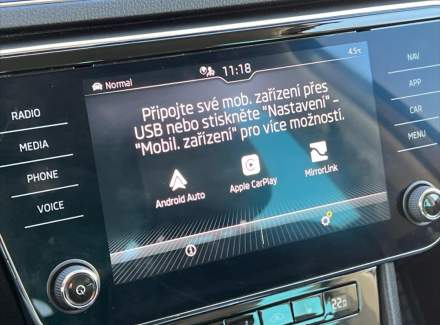 11:18
4.5°C
Normal
RADIO
MEDIA
PHONE
VOICE
Připojte své mob. zařízení přes
USB nebo stiskněte "Nastavení" –
"Mobil. zařízení" pro více možností.
Android Auto
Apple CarPlay
MirrorLink
NAV
APP
CAR
MENU
22